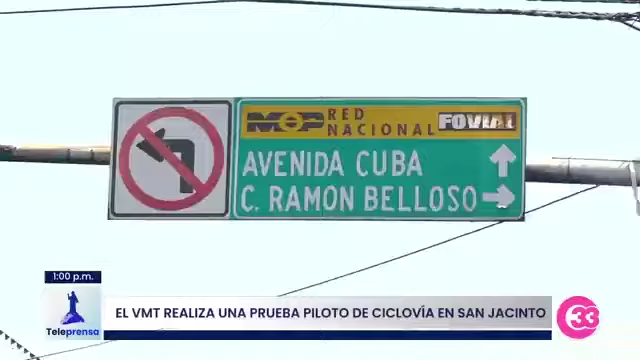 MOP RED NACIONAL FOVIAL
AVENIDA CUBA
C. RAMON BELLOSO
1:00 p.m.
EL VMT REALIZA UNA PRUEBA PILOTO DE CICLOVÍA EN SAN JACINTO
Teleprensa
33